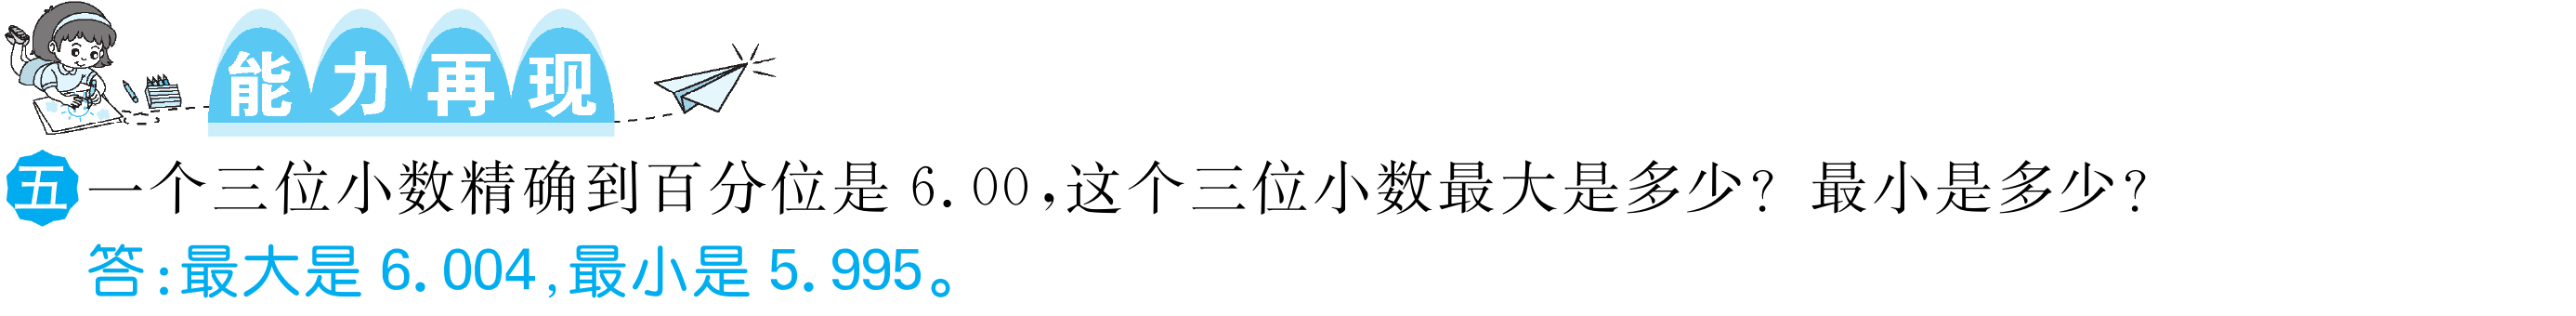 能力再现
五 一个三位小数精确到百分位是 6.00,这个三位小数最大是多少? 最小是多少?
答:最大是 6.004,最小是 5.995。